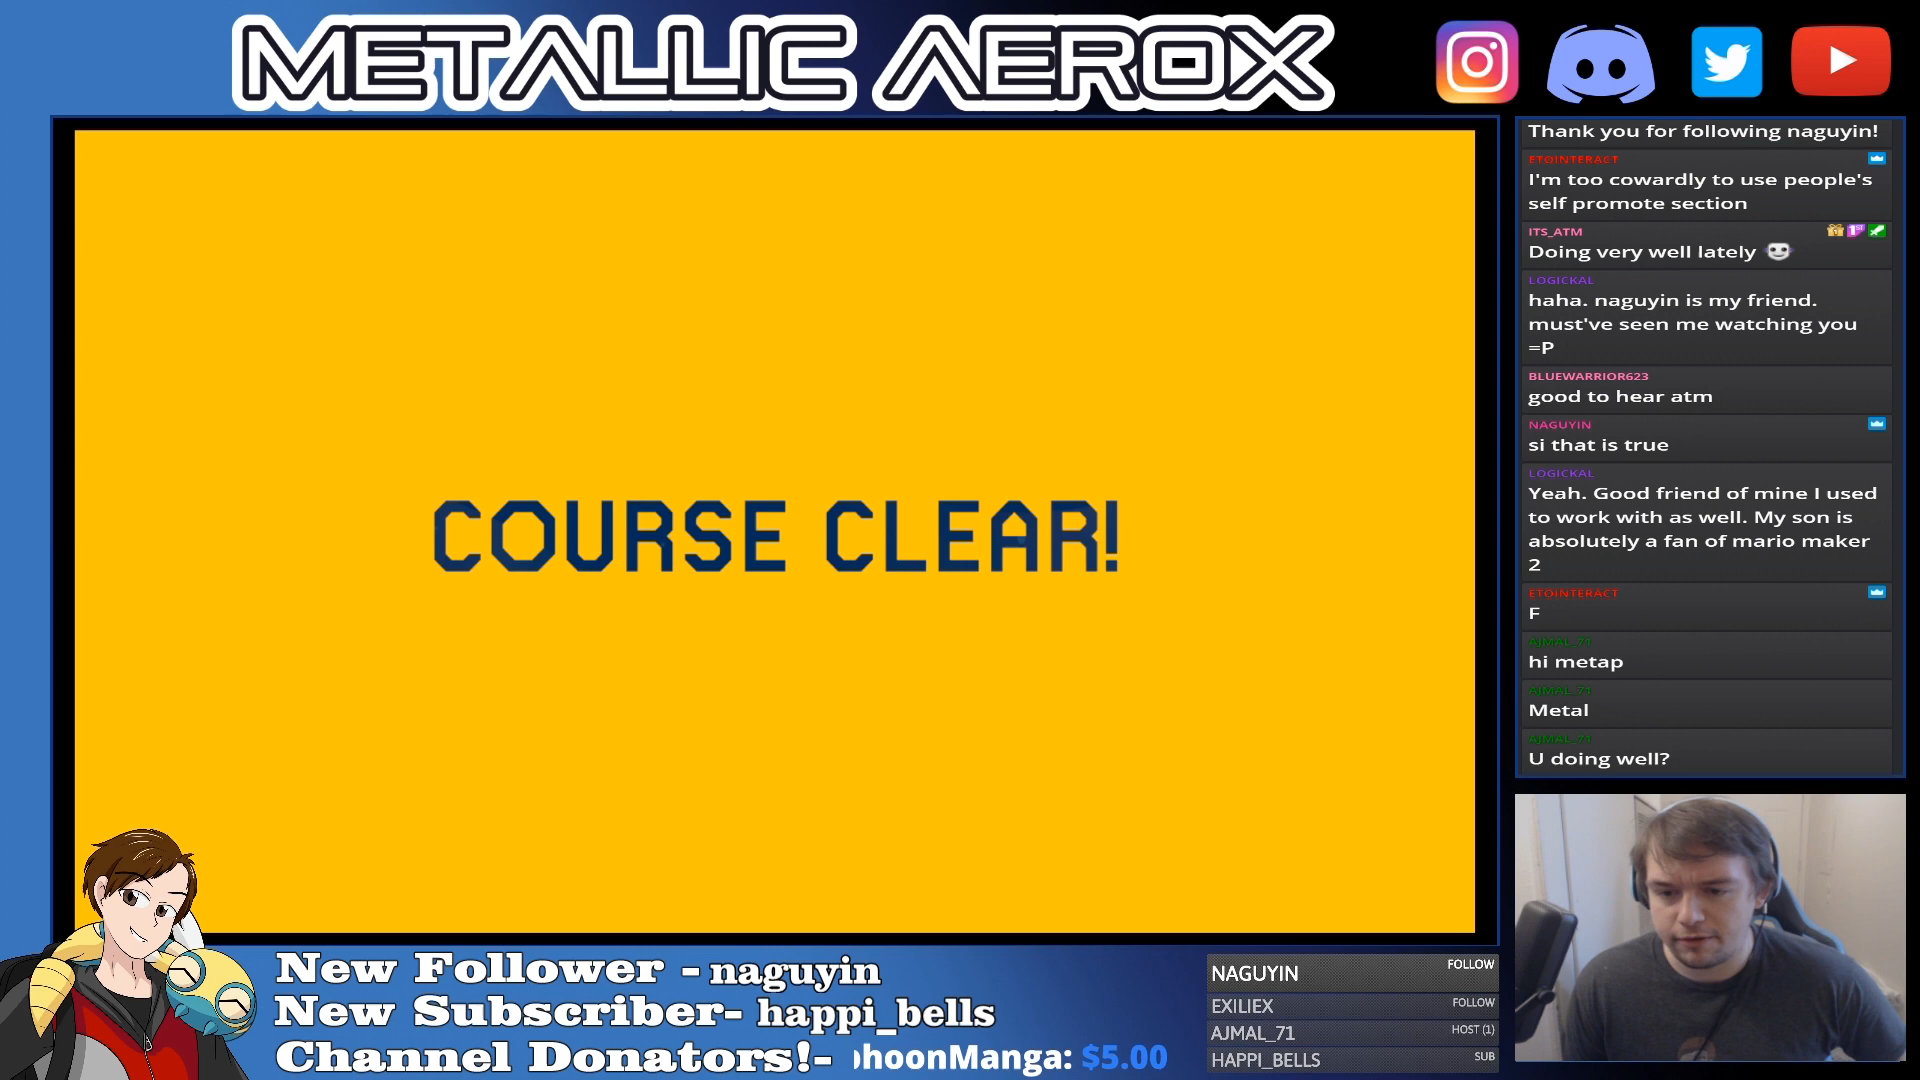 METALLIC AEROX
Thank you for following naguyin!
ETOINTERACT
I'm too cowardly to use people's
self promote section
ITS_ATM
Doing very well lately
LOGICKAL
haha. naguyin is my friend.
must've seen me watching you
=P
BLUEWARRIOR623
good to hear atm
NAGUYIN
si that is true
LOGICKAL
Yeah. Good friend of mine I used
to work with as well. My son is
absolutely a fan of mario maker
2
ETOINTERACT
F
AJMAL_71
hi metap
AJMAL_71
Metal
AJMAL_71
U doing well?
COURSE CLEAR!
New Follower - naguyin
New Subscriber- happi_bells
Channel Donators!- phoonManga: $5.00
NAGUYIN FOLLOW
EXILIEX FOLLOW
AJMAL_71 HOST (1)
HAPPI_BELLS SUB